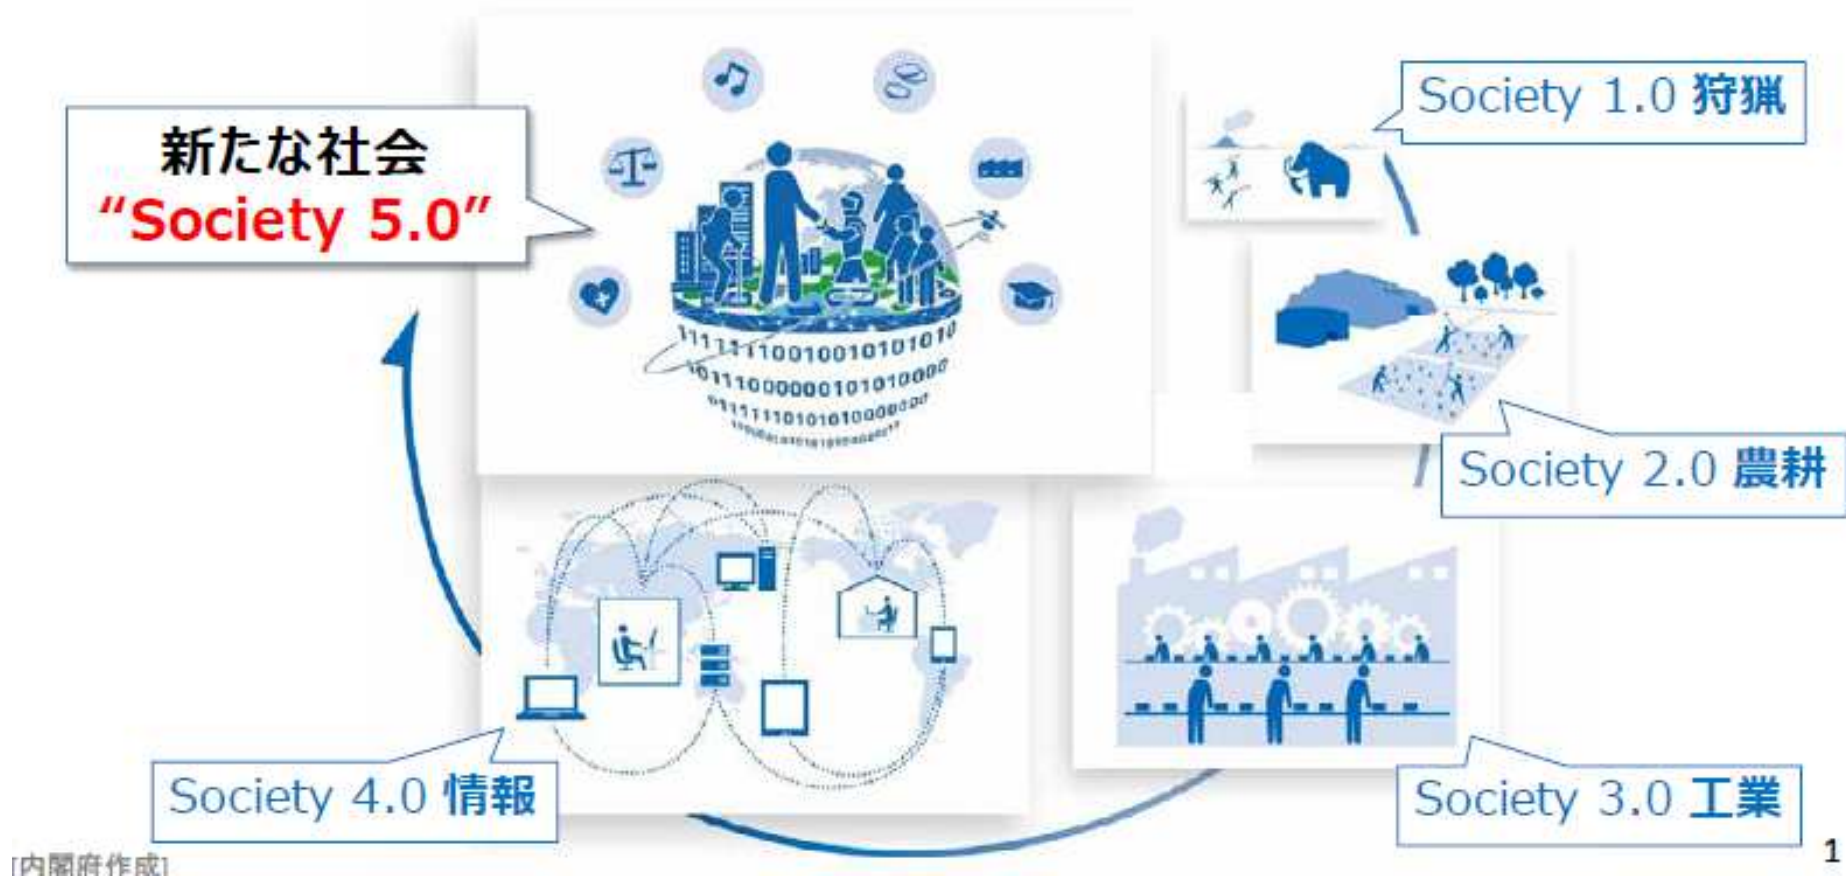 新たな社会
“Society 5.0”
Society 1.0 狩猟
Society 2.0 農耕
Society 3.0 工業
Society 4.0 情報
[内閣府作成]
1